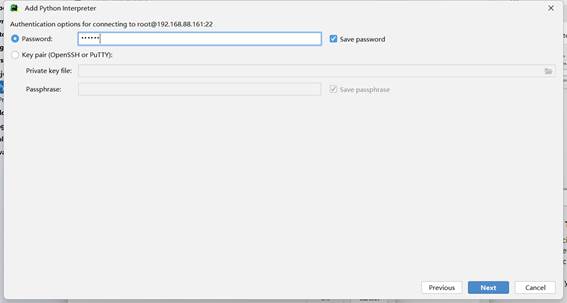 Add Python Interpreter
Authentication options for connecting to root@192.168.88.161:22
Password: •••••• Save password
Key pair (OpenSSH or PuTTY):
Private key file:
Passphrase: Save passphrase
Previous Next Cancel